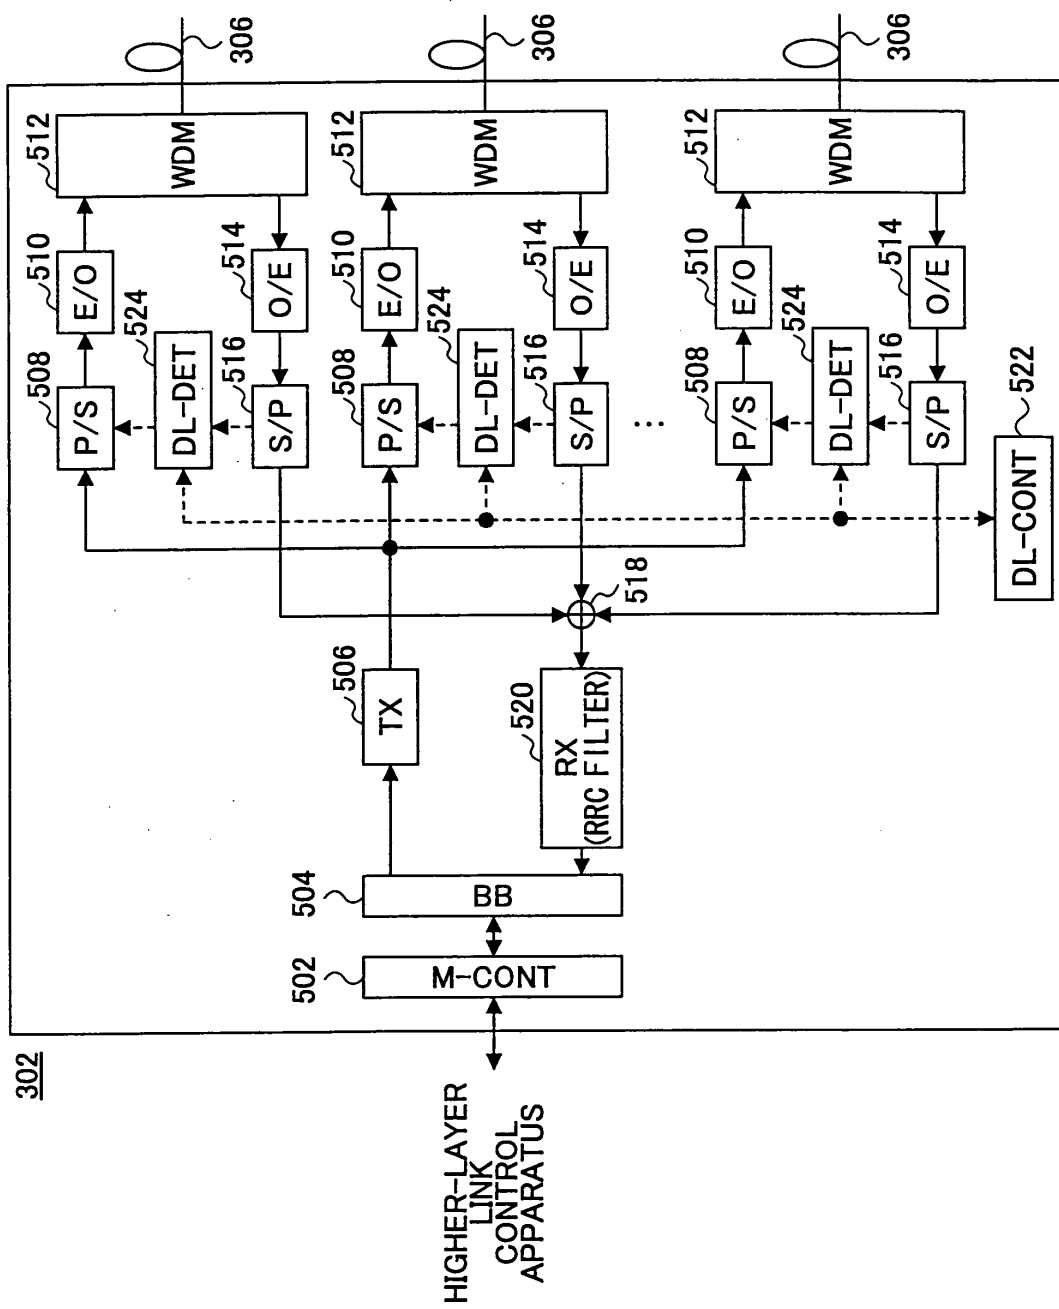 302
HIGHER-LAYER
LINK
CONTROL
APPARATUS
502
M-CONT
504
BB
506
TX
520
RX
(RRC FILTER)
518
508
P/S
510
E/O
512
WDM
306
524
DL-DET
516
S/P
514
O/E
508
P/S
510
E/O
512
WDM
306
524
DL-DET
516
S/P
514
O/E
...
508
P/S
510
E/O
512
WDM
306
524
DL-DET
516
S/P
514
O/E
522
DL-CONT